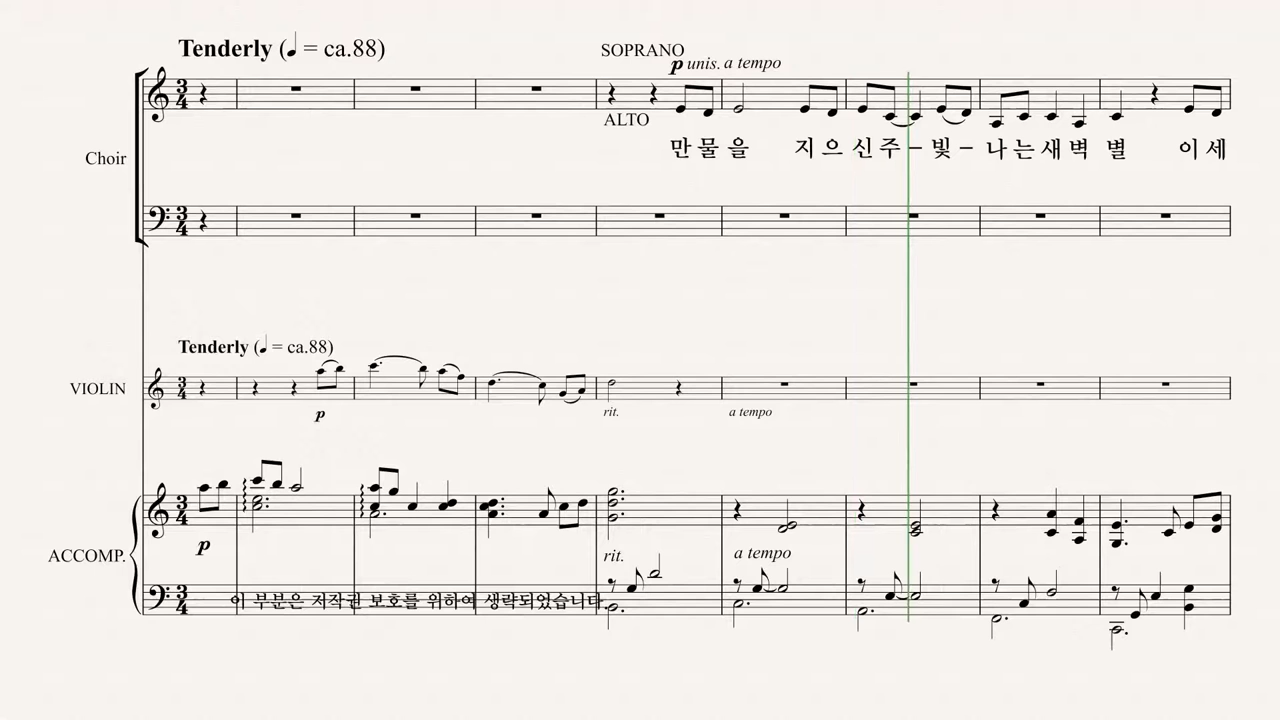 Tenderly (♩ = ca.88)
SOPRANO
p unis. a tempo
ALTO
Choir
만 물 을 지 으 신 주 - 빛 - 나 는 새 벽 별 이 세
Tenderly (♩ = ca.88)
VIOLIN
p
rit.
a tempo
p
rit.
a tempo
ACCOMP.
이 부분은 저작권 보호를 위하여 생략되었습니다.